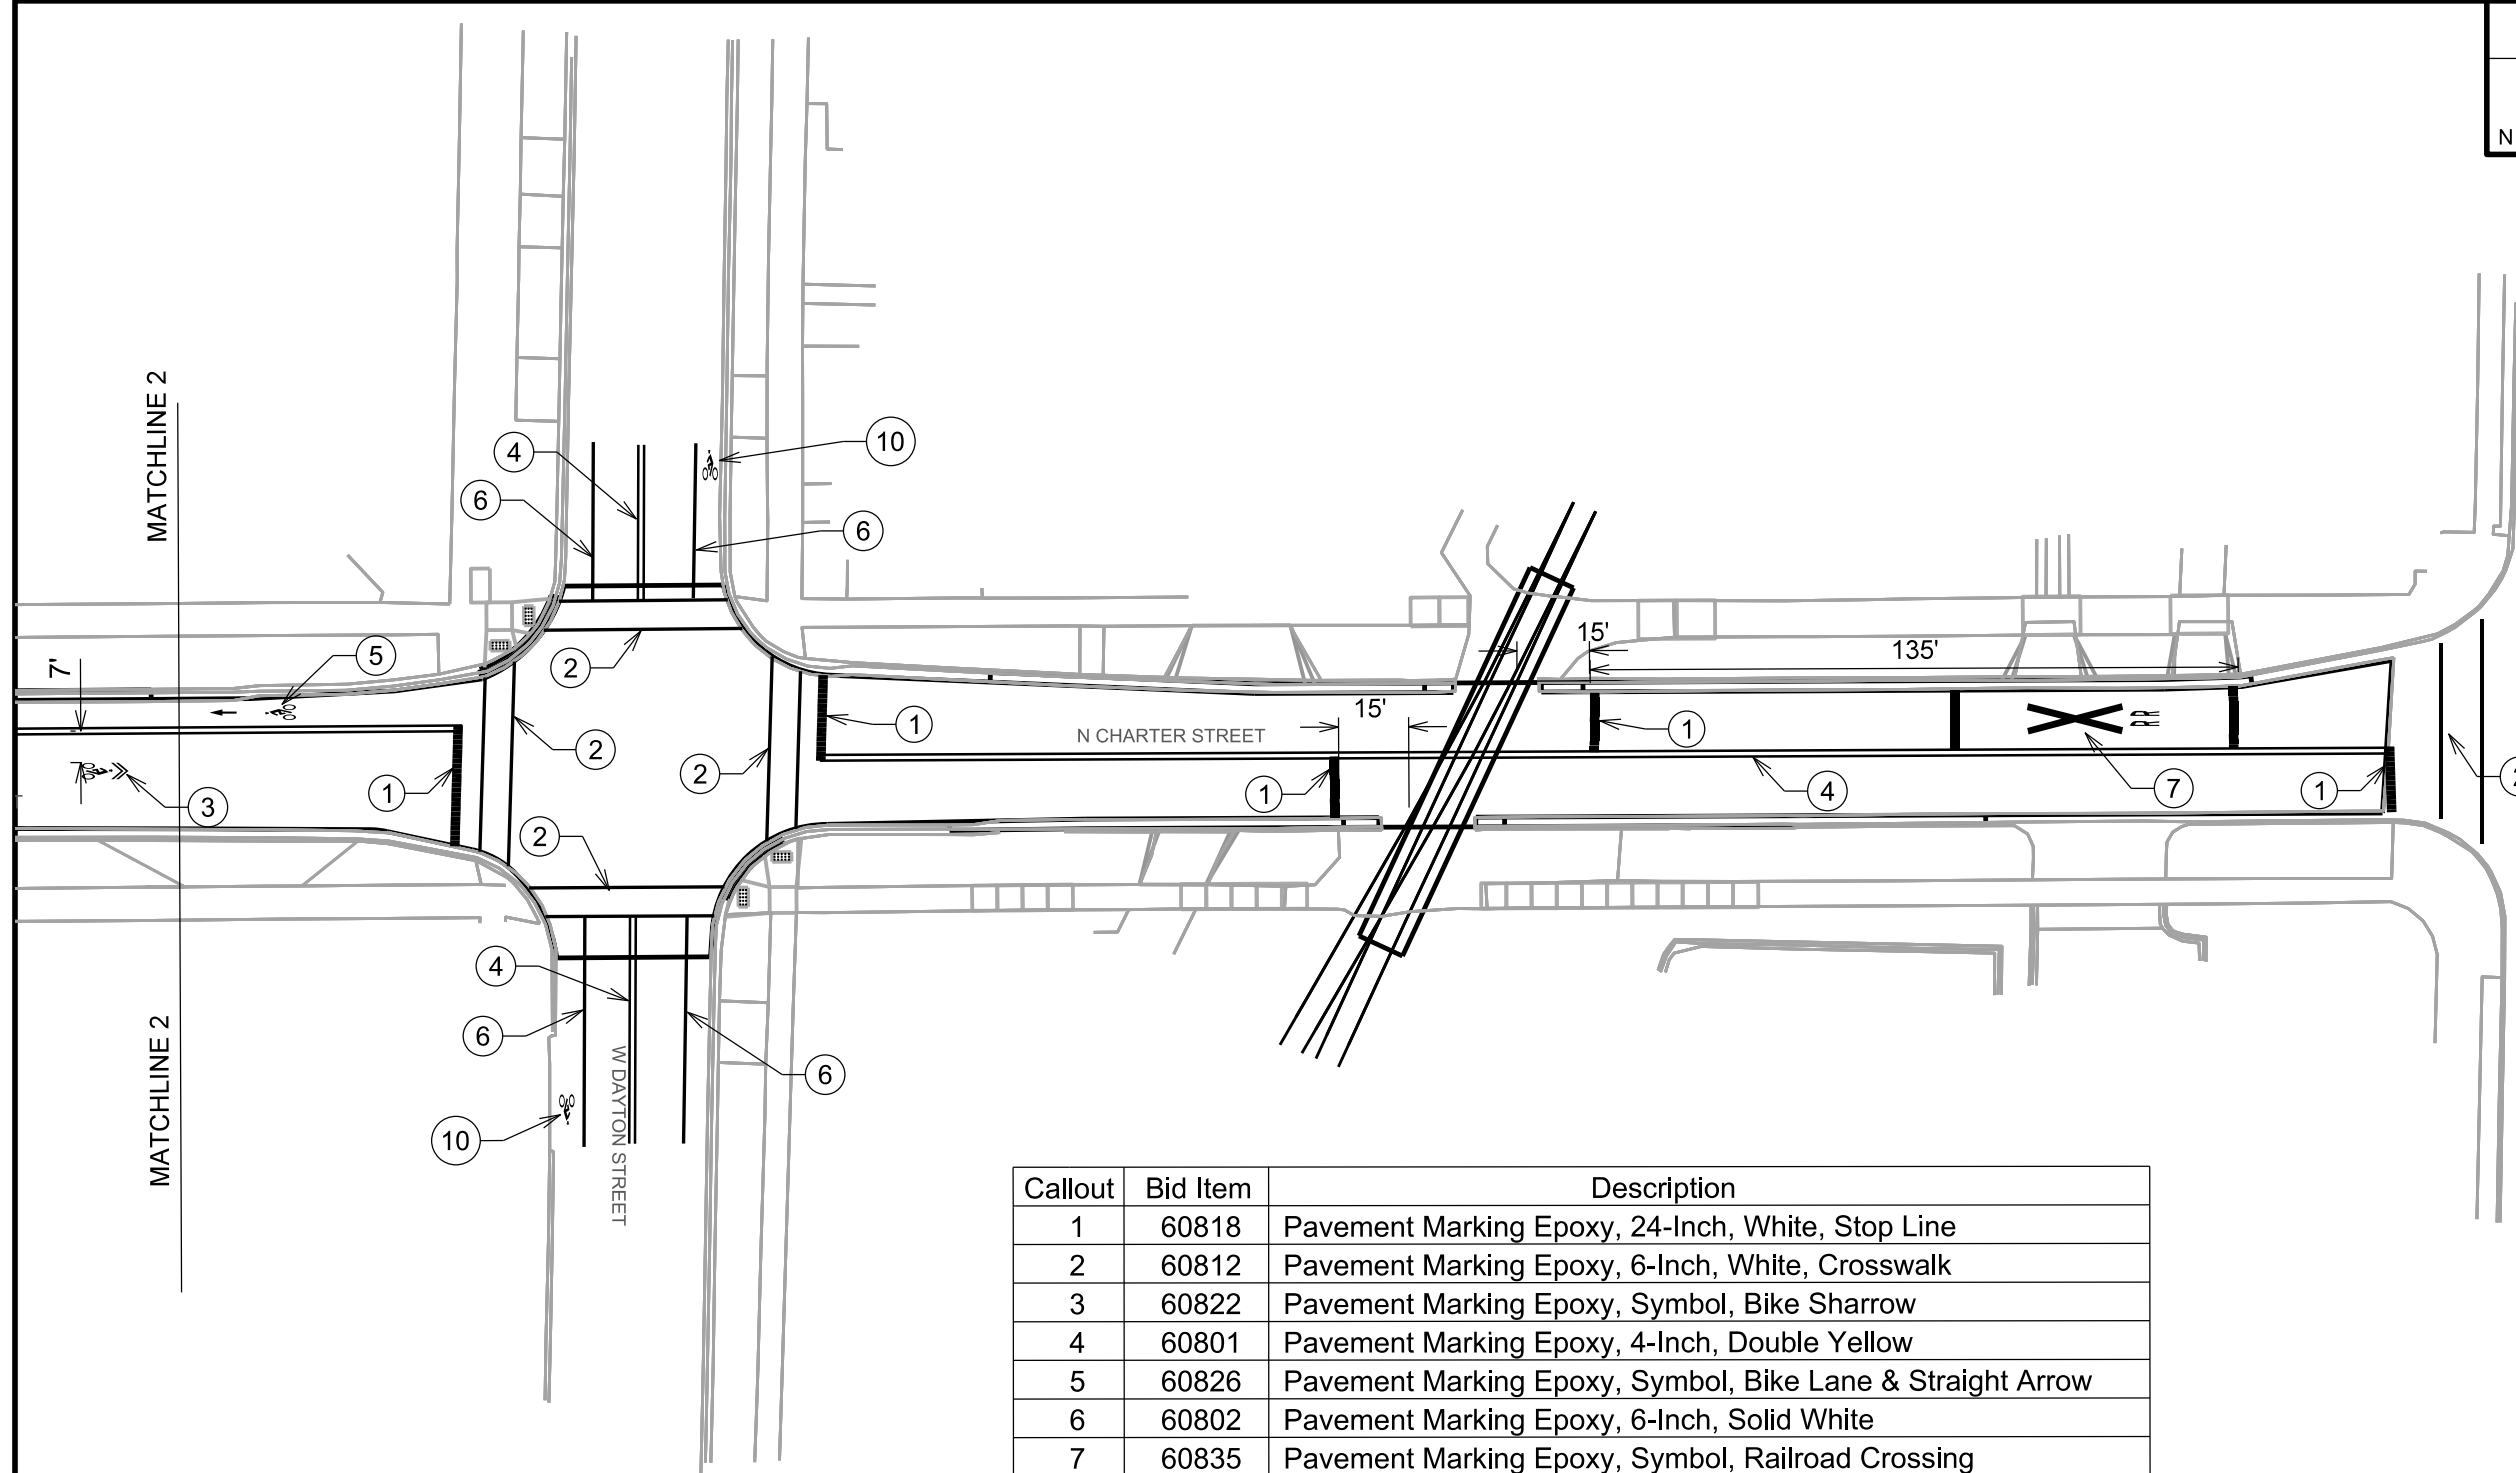 N
MATCHLINE 2
10
4
6
6
15'
5
7'
135'
2
15'
1
N CHARTER STREET
1
2
2
1
3
1
4
7
1
2
4
6
W DAYTON STREET
6
10
MATCHLINE 2
Callout Bid Item Description
1 60818 Pavement Marking Epoxy, 24-Inch, White, Stop Line
2 60812 Pavement Marking Epoxy, 6-Inch, White, Crosswalk
3 60822 Pavement Marking Epoxy, Symbol, Bike Sharrow
4 60801 Pavement Marking Epoxy, 4-Inch, Double Yellow
5 60826 Pavement Marking Epoxy, Symbol, Bike Lane & Straight Arrow
6 60802 Pavement Marking Epoxy, 6-Inch, Solid White
7 60835 Pavement Marking Epoxy, Symbol, Railroad Crossing